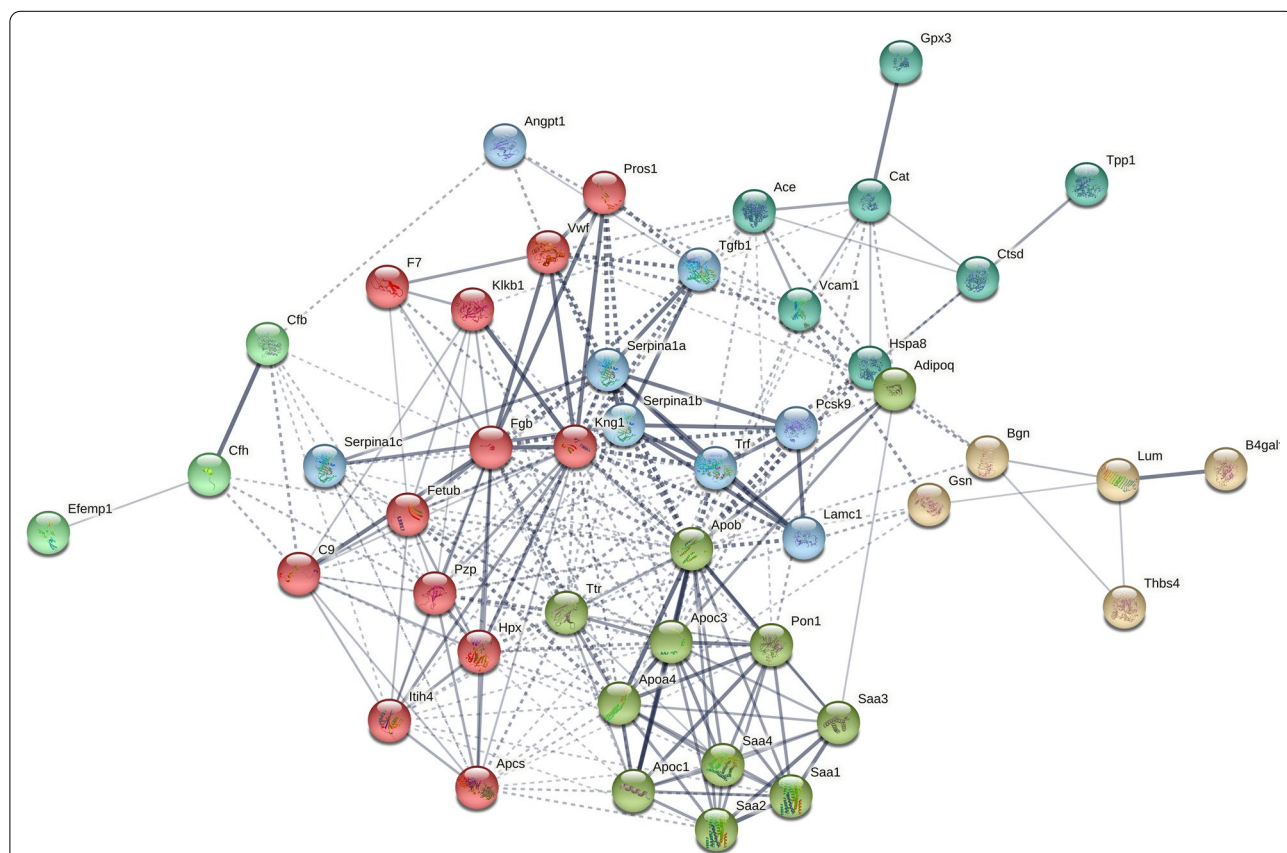 Gpx3
Angpt1
Tpp1
Pros1
Cat
Ace
Vwf
Tgfb1
Ctsd
F7
Klkb1
Vcam1
Cfb
Serpina1a
Hspa8
Adipoq
Serpina1b
Pcsk9
Fgb
Kng1
Bgn
Serpina1c
Trf
Lum
B4gal
Cfh
Gsn
Fetub
Lamc1
Efemp1
Apob
C9
Pzp
Ttr
Thbs4
Apoc3
Pon1
Hpx
Apoa4
Itih4
Saa3
Saa4
Apcs
Apoc1
Saa1
Saa2